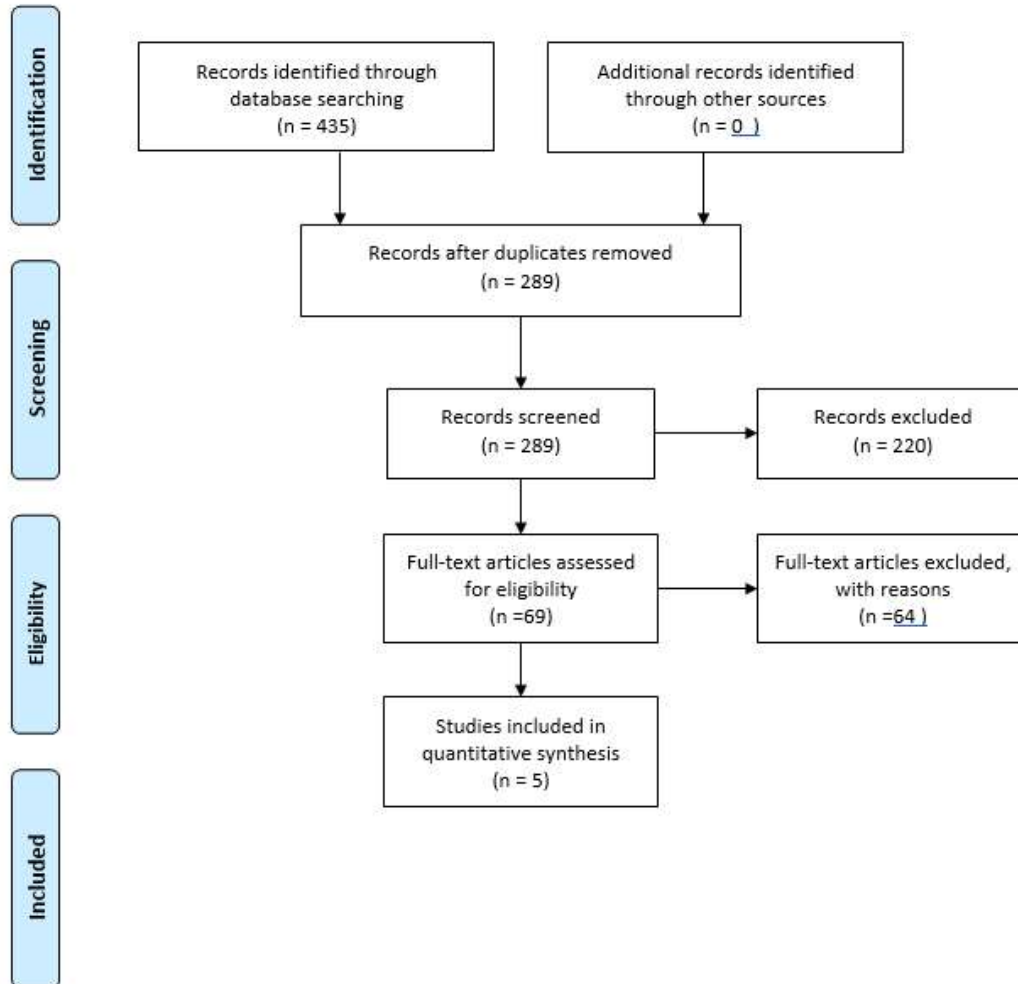 Identification
Records identified through
database searching
(n = 435)
Additional records identified
through other sources
(n = 0 )
Records after duplicates removed
(n = 289)
Screening
Records screened
(n = 289)
Records excluded
(n = 220)
Eligibility
Full-text articles assessed
for eligibility
(n =69)
Full-text articles excluded,
with reasons
(n =64 )
Studies included in
quantitative synthesis
(n = 5)
Included